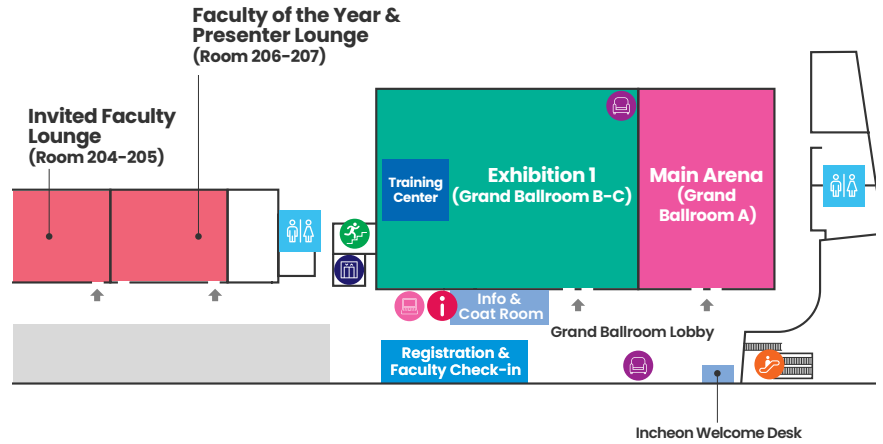 Faculty of the Year &
Presenter Lounge
(Room 206-207)
Invited Faculty
Lounge
(Room 204-205)
Training
Center
Exhibition 1
(Grand Ballroom B-C)
Main Arena
(Grand
Ballroom A)
i
Info &
Coat Room
Grand Ballroom Lobby
Registration &
Faculty Check-in
Incheon Welcome Desk